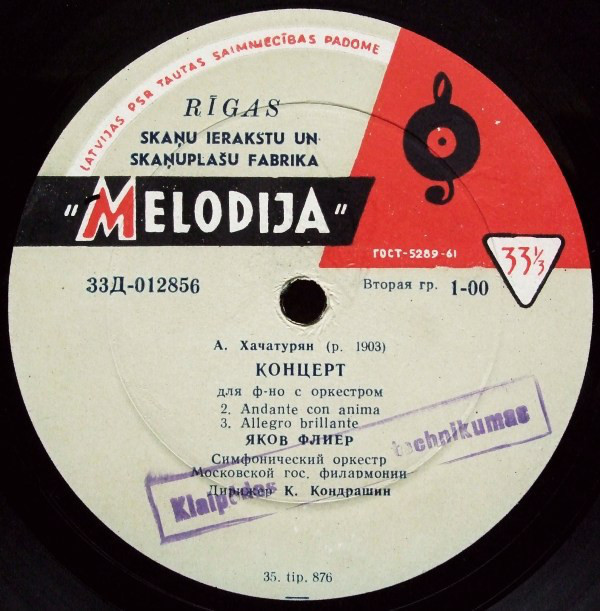 LATVIJAS PSR TAUTAS SAIMNIECĪBAS PADOME
RĪGAS
SKAŅU IERAKSTU UN
SKAŅUPLAŠU FABRIKA
"MELODIJA"
ГОСТ-5289-61
33⅓
33Д-012856
Вторая гр. 1-00
А. Хачатурян (р. 1903)
КОНЦЕРТ
для ф-но с оркестром
2. Andante con anima
3. Allegro brillante
ЯКОВ ФЛИЕР
Симфонический оркестр
Московской гос. филармонии
Дирижер К. Кондрашин
technikumas
35. tip. 876